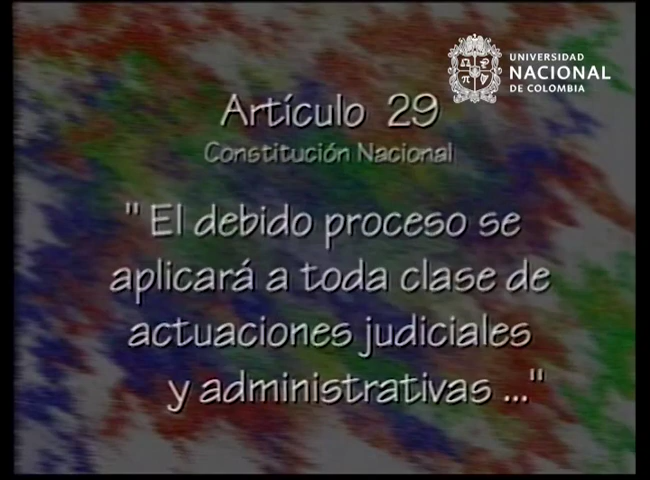 UNIVERSIDAD
NACIONAL
DE COLOMBIA
Artículo 29
Constitución Nacional
" El debido proceso se
aplicará a toda clase de
actuaciones judiciales
y administrativas ..."